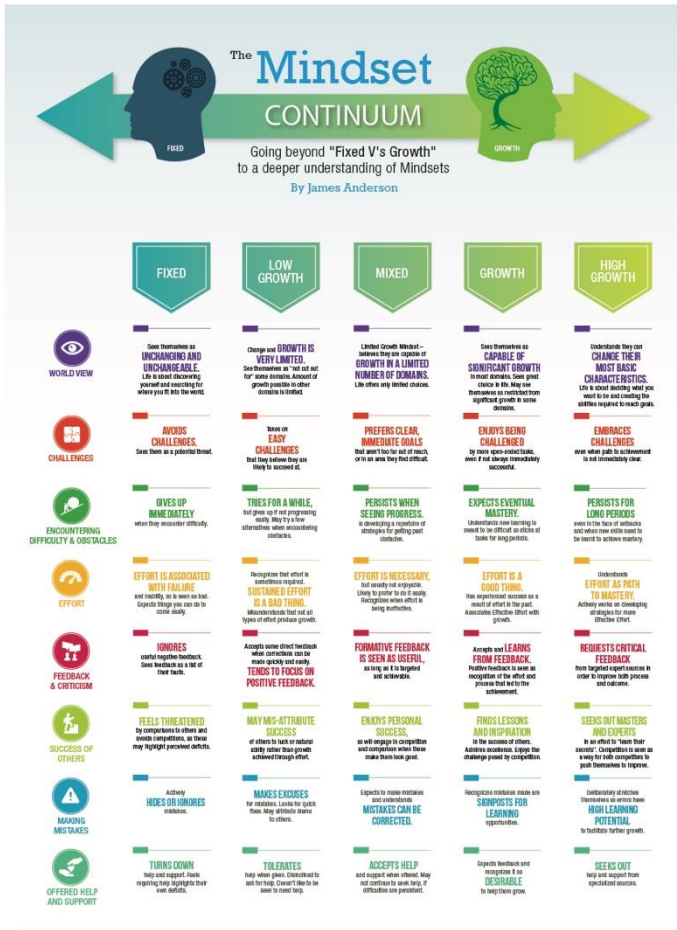 The Mindset
CONTINUUM
FIXED
GROWTH
Going beyond "Fixed V's Growth"
to a deeper understanding of Mindsets
By James Anderson
FIXED
LOW
GROWTH
MIXED
GROWTH
HIGH
GROWTH
WORLD VIEW
Sees themselves as
UNCHANGING AND
UNCHANGEABLE.
Life is about discovering
yourself and searching for
where you fit into the world.
Change and GROWTH IS
VERY LIMITED.
See themselves as "not cut out
for" some domains. Amount of
growth possible in other
domains is limited.
Limited Growth Mindset –
believes they are capable of
GROWTH IN A LIMITED
NUMBER OF DOMAINS.
Life offers only limited choices.
Sees themselves as
CAPABLE OF
SIGNIFICANT GROWTH
in most domains. Sees great
choice in life. May see
themselves as restricted from
significant growth in some
domains.
Understands they can
CHANGE THEIR
MOST BASIC
CHARACTERISTICS.
Life is about deciding what you
want to be and creating the
abilities required to reach goals.
CHALLENGES
AVOIDS
CHALLENGES.
Sees them as a potential threat.
Takes on
EASY
CHALLENGES
that they believe they are
likely to succeed at.
PREFERS CLEAR,
IMMEDIATE GOALS
that aren't too far out of reach,
or in an area they find difficult.
ENJOYS BEING
CHALLENGED
by more open-ended tasks,
even if not always immediately
successful.
EMBRACES
CHALLENGES
even when path to achievement
is not immediately clear.
ENCOUNTERING
DIFFICULTY & OBSTACLES
GIVES UP
IMMEDIATELY
when they encounter difficulty.
TRIES FOR A WHILE,
but gives up if not progressing
easily. May try a few
alternatives when encountering
obstacles.
PERSISTS WHEN
SEEING PROGRESS.
Is developing a repertoire of
strategies for getting past
obstacles.
EXPECTS EVENTUAL
MASTERY.
Understands new learning is
meant to be difficult so sticks at
tasks for long periods.
PERSISTS FOR
LONG PERIODS
even in the face of setbacks
and when new skills need to
be learnt to achieve mastery.
EFFORT
EFFORT IS ASSOCIATED
WITH FAILURE
and inability, so is seen as bad.
Expects things you can do to
come easily.
Recognizes that effort is
sometimes required.
SUSTAINED EFFORT
IS A BAD THING.
Misunderstands that not all
types of effort produce growth.
EFFORT IS NECESSARY,
but usually not enjoyable.
Likely to prefer to do it easily.
Recognizes when effort is
being ineffective.
EFFORT IS A
GOOD THING.
Has experienced success as a
result of effort in the past.
Associates Effective Effort with
growth.
Understands
EFFORT AS PATH
TO MASTERY.
Actively works on developing
strategies for more
Effective Effort.
FEEDBACK
& CRITICISM
IGNORES
useful negative feedback.
Sees feedback as a list of
their faults.
Accepts some direct feedback
when corrections can be
made quickly and easily.
TENDS TO FOCUS ON
POSITIVE FEEDBACK.
FORMATIVE FEEDBACK
IS SEEN AS USEFUL,
as long as it is targeted
and achievable.
Accepts and LEARNS
FROM FEEDBACK.
Positive feedback is seen as
recognition of the effort and
process that led to the
achievement.
REQUESTS CRITICAL
FEEDBACK
from targeted expert sources in
order to improve both process
and outcome.
SUCCESS OF
OTHERS
FEELS THREATENED
by comparisons to others and
avoids competitions, as these
may highlight perceived deficits.
MAY MIS-ATTRIBUTE
SUCCESS
of others to luck or natural
ability rather than growth
achieved through effort.
ENJOYS PERSONAL
SUCCESS,
so will engage in competition
and comparison when these
make them look good.
FINDS LESSONS
AND INSPIRATION
in the success of others.
Admires excellence. Enjoys the
challenge posed by competition.
SEEKS OUT MASTERS
AND EXPERTS
in an effort to "learn their
secrets". Competition is seen as
a way for both competitors to
push themselves to improve.
MAKING
MISTAKES
Actively
HIDES OR IGNORES
mistakes.
MAKES EXCUSES
for mistakes. Looks for quick
fixes. May attribute blame
to others.
Expects to make mistakes
and understands
MISTAKES CAN BE
CORRECTED.
Recognizes mistakes made are
SIGNPOSTS FOR
LEARNING
opportunities.
Deliberately stretches
themselves so errors have
HIGH LEARNING
POTENTIAL
to facilitate further growth.
OFFERED HELP
AND SUPPORT
TURNS DOWN
help and support. Feels
requiring help highlights their
own deficits.
TOLERATES
help when given. Disinclined to
ask for help. Doesn't like to be
seen to need help.
ACCEPTS HELP
and support when offered. May
not continue to seek help, if
difficulties are persistent.
Expects feedback and
recognizes it as
DESIRABLE
to help them grow.
SEEKS OUT
help and support from
specialized sources.